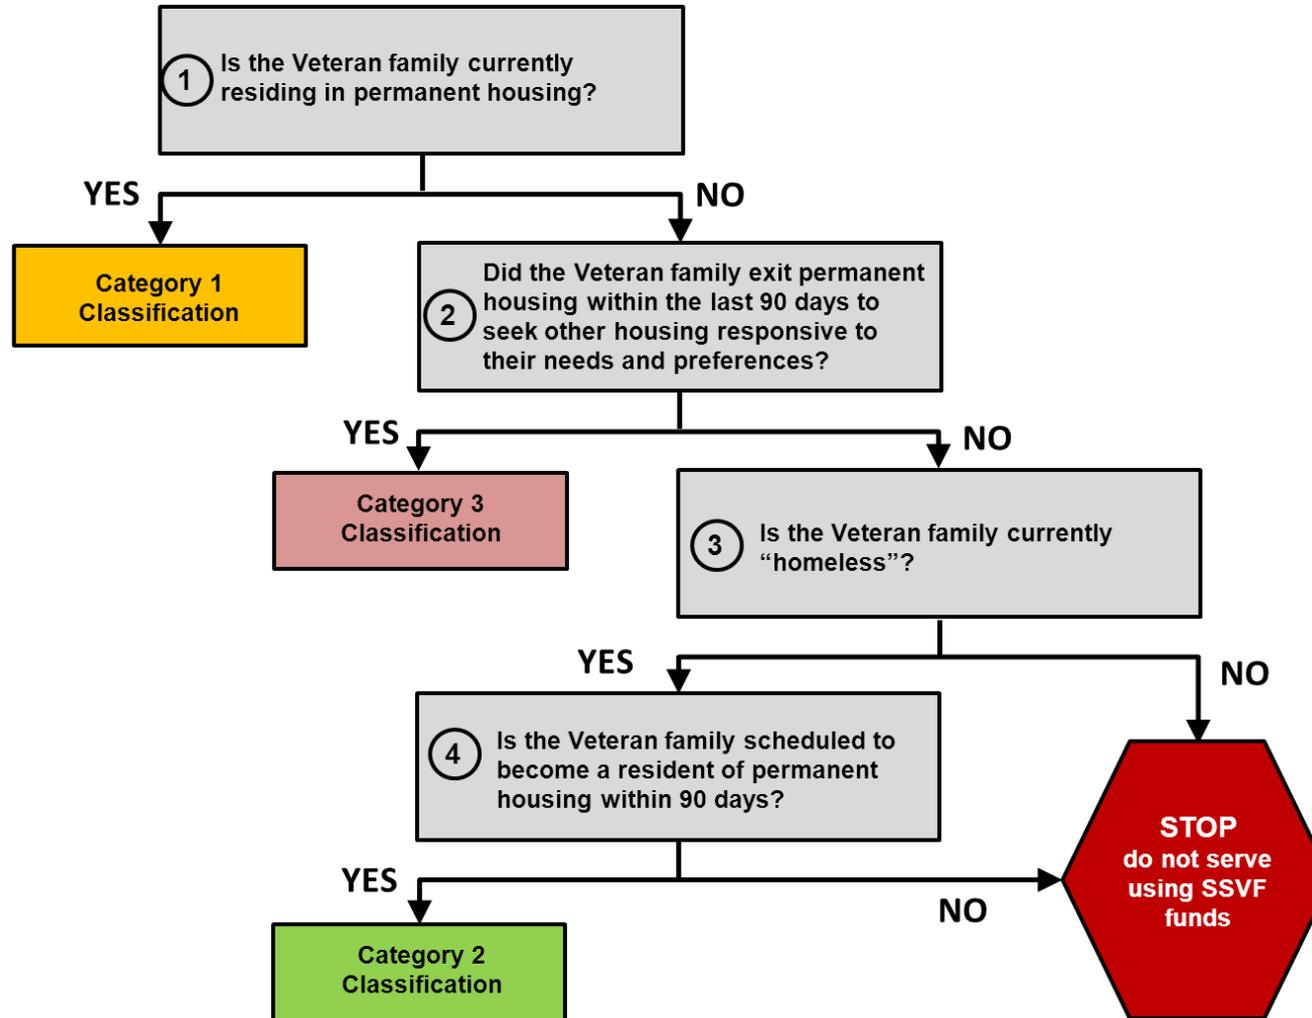 1
Is the Veteran family currently
residing in permanent housing?
YES
NO
Category 1
Classification
2
Did the Veteran family exit permanent
housing within the last 90 days to
seek other housing responsive to
their needs and preferences?
YES
NO
Category 3
Classification
3
Is the Veteran family currently
“homeless”?
YES
NO
4
Is the Veteran family scheduled to
become a resident of permanent
housing within 90 days?
STOP
do not serve
using SSVF
funds
YES
NO
Category 2
Classification